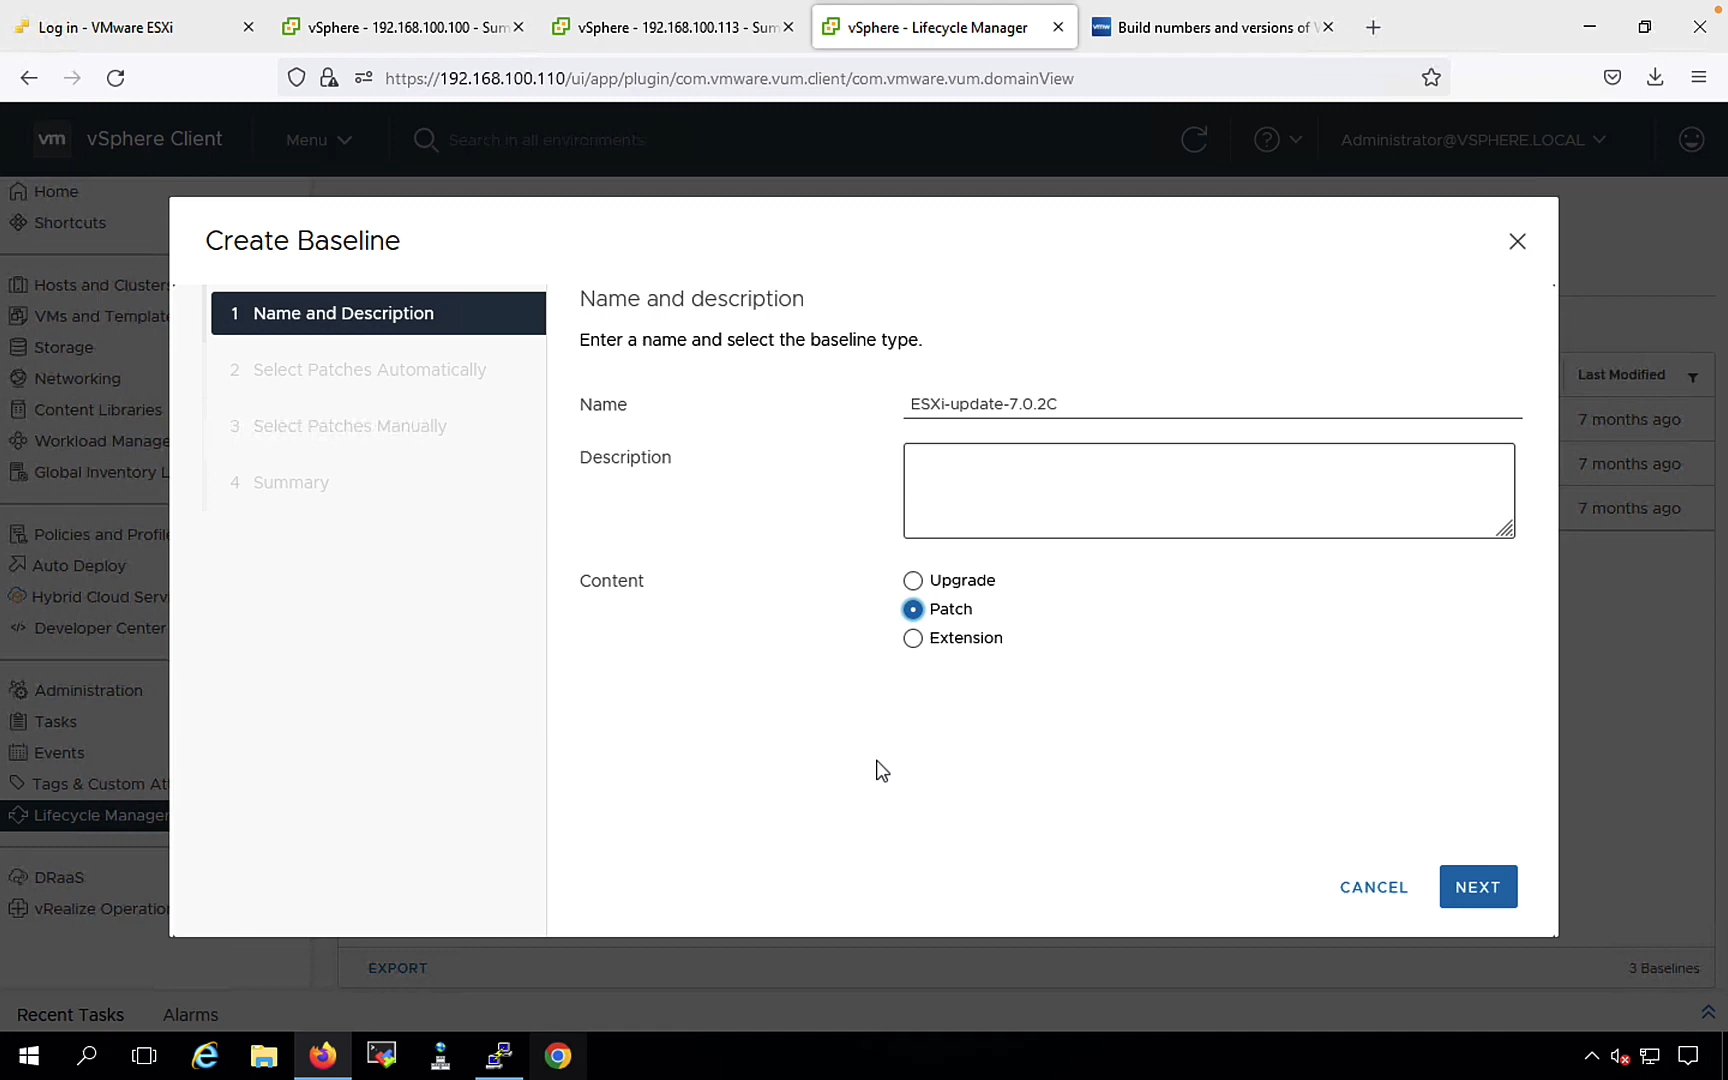 Log in - VMware ESXi
vSphere - 192.168.100.100 - Sum
vSphere - 192.168.100.113 - Sum
vSphere - Lifecycle Manager
vmw
Build numbers and versions of
https://192.168.100.110/ui/app/plugin/com.vmware.vum.client/com.vmware.vum.domainView
vm
vSphere Client
Menu
Search in all environments
Administrator@VSPHERE.LOCAL
Home
Shortcuts
Hosts and Clusters
VMs and Template
Storage
Networking
Content Libraries
Workload Manage
Global Inventory L
Policies and Profile
Auto Deploy
Hybrid Cloud Serv
Developer Center
Administration
Tasks
Events
Tags & Custom Att
Lifecycle Manager
DRaaS
vRealize Operation
Create Baseline
1 Name and Description
2 Select Patches Automatically
3 Select Patches Manually
4 Summary
Name and description
Enter a name and select the baseline type.
Name
ESXi-update-7.0.2C
Description
Content
Upgrade
Patch
Extension
CANCEL
NEXT
Last Modified
7 months ago
7 months ago
7 months ago
EXPORT
3 Baselines
Recent Tasks
Alarms